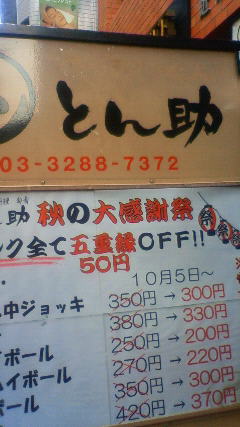 とん助
03-3288-7372
助 秋の大感謝祭
ック全て五重縁OFF!!
50円
10月5日~
中ジョッキ 350円→300円
380円→330円
250円→200円
イボール 270円→220円
ハイボール 350円→300円
ボール 420円→370円